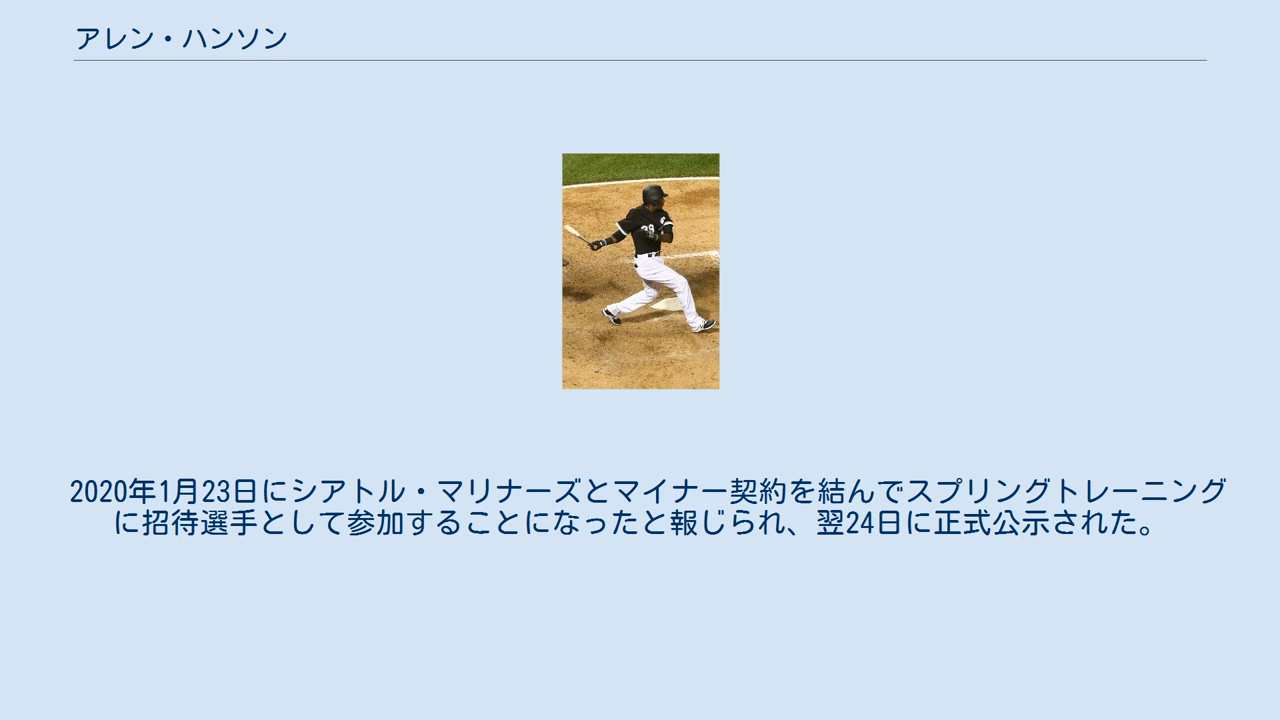 アレン・ハンソン
2020年1月23日にシアトル・マリナーズとマイナー契約を結んでスプリングトレーニング
に招待選手として参加することになったと報じられ、翌24日に正式公示された。